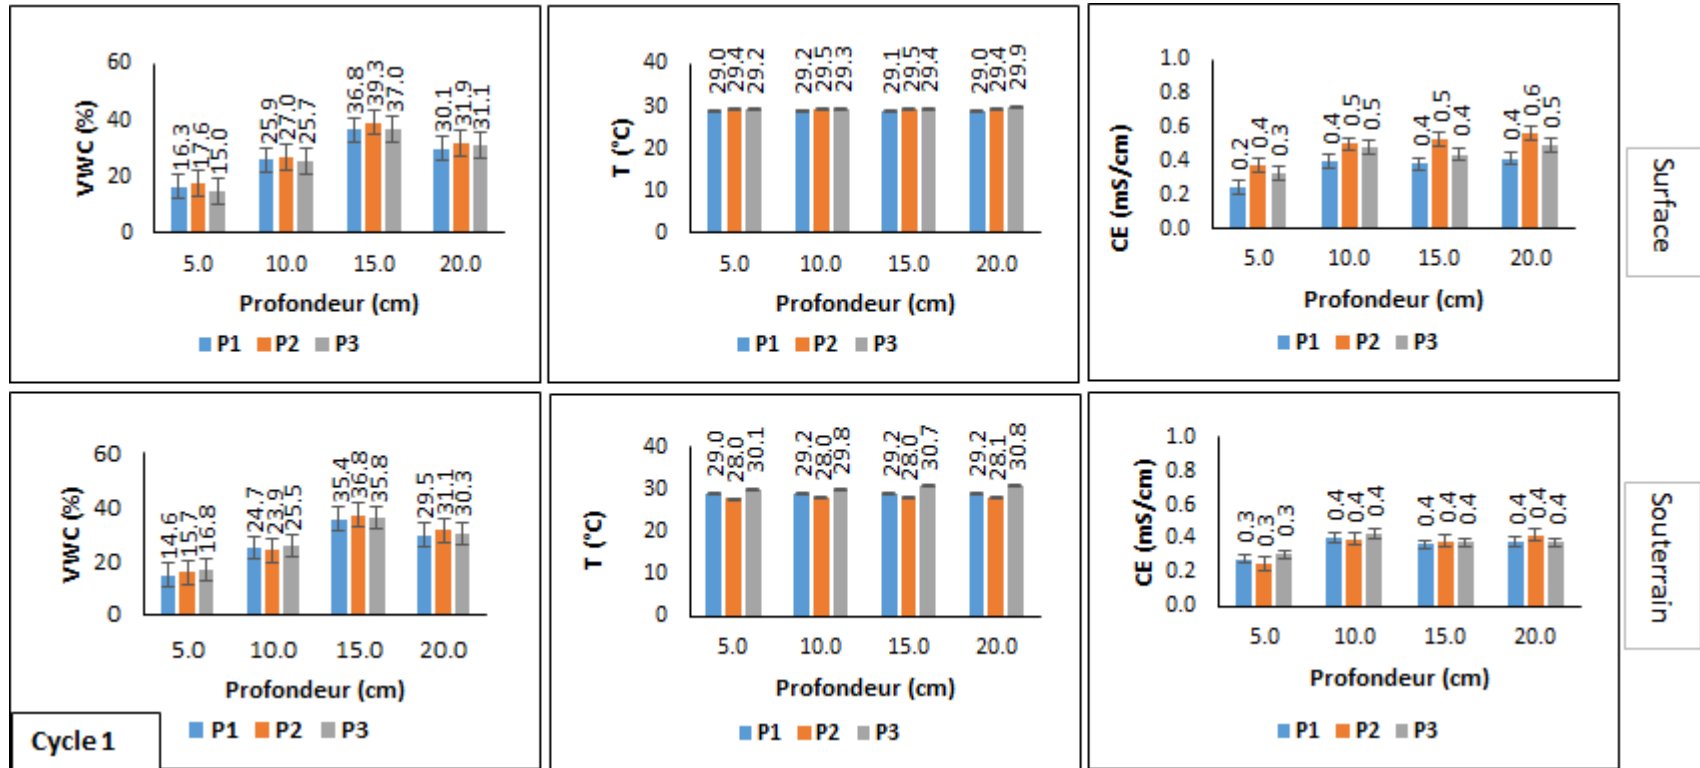 VWC (%)
60
40
20
0
16.3 17.6 15.0
25.9 27.0 25.7
36.8 39.3 37.0
30.1 31.9 31.1
5.0 10.0 15.0 20.0
Profondeur (cm)
P1 P2 P3
T (°C)
40
30
20
10
0
29.0 29.4 29.2
29.2 29.5 29.3
29.1 29.5 29.4
29.0 29.4 29.9
5.0 10.0 15.0 20.0
Profondeur (cm)
P1 P2 P3
CE (mS/cm)
1.0
0.8
0.6
0.4
0.2
0.0
0.2 0.4 0.3
0.4 0.5 0.5
0.4 0.5 0.4
0.4 0.6 0.5
5.0 10.0 15.0 20.0
Profondeur (cm)
P1 P2 P3
Surface
VWC (%)
60
40
20
0
14.6 15.7 16.8
24.7 23.9 25.5
35.4 36.8 35.8
29.5 31.1 30.3
5.0 10.0 15.0 20.0
Profondeur (cm)
P1 P2 P3
Cycle 1
T (°C)
40
30
20
10
0
29.0 28.0 30.1
29.2 28.0 29.8
29.2 28.0 30.7
29.2 28.1 30.8
5.0 10.0 15.0 20.0
Profondeur (cm)
P1 P2 P3
CE (mS/cm)
1.0
0.8
0.6
0.4
0.2
0.0
0.3 0.3 0.3
0.4 0.4 0.4
0.4 0.4 0.4
0.4 0.4 0.4
5.0 10.0 15.0 20.0
Profondeur (cm)
P1 P2 P3
Souterrain